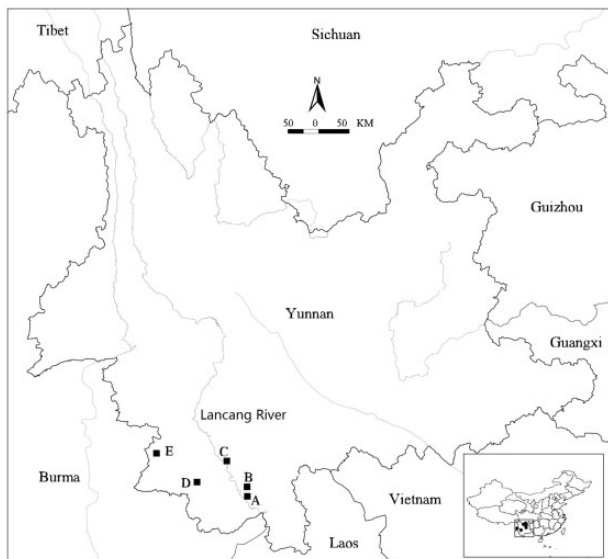 Tibet
Sichuan
N
50 0 50 KM
Guizhou
Yunnan
Guangxi
Lancang River
E
C
D
B
A
Burma
Vietnam
Laos